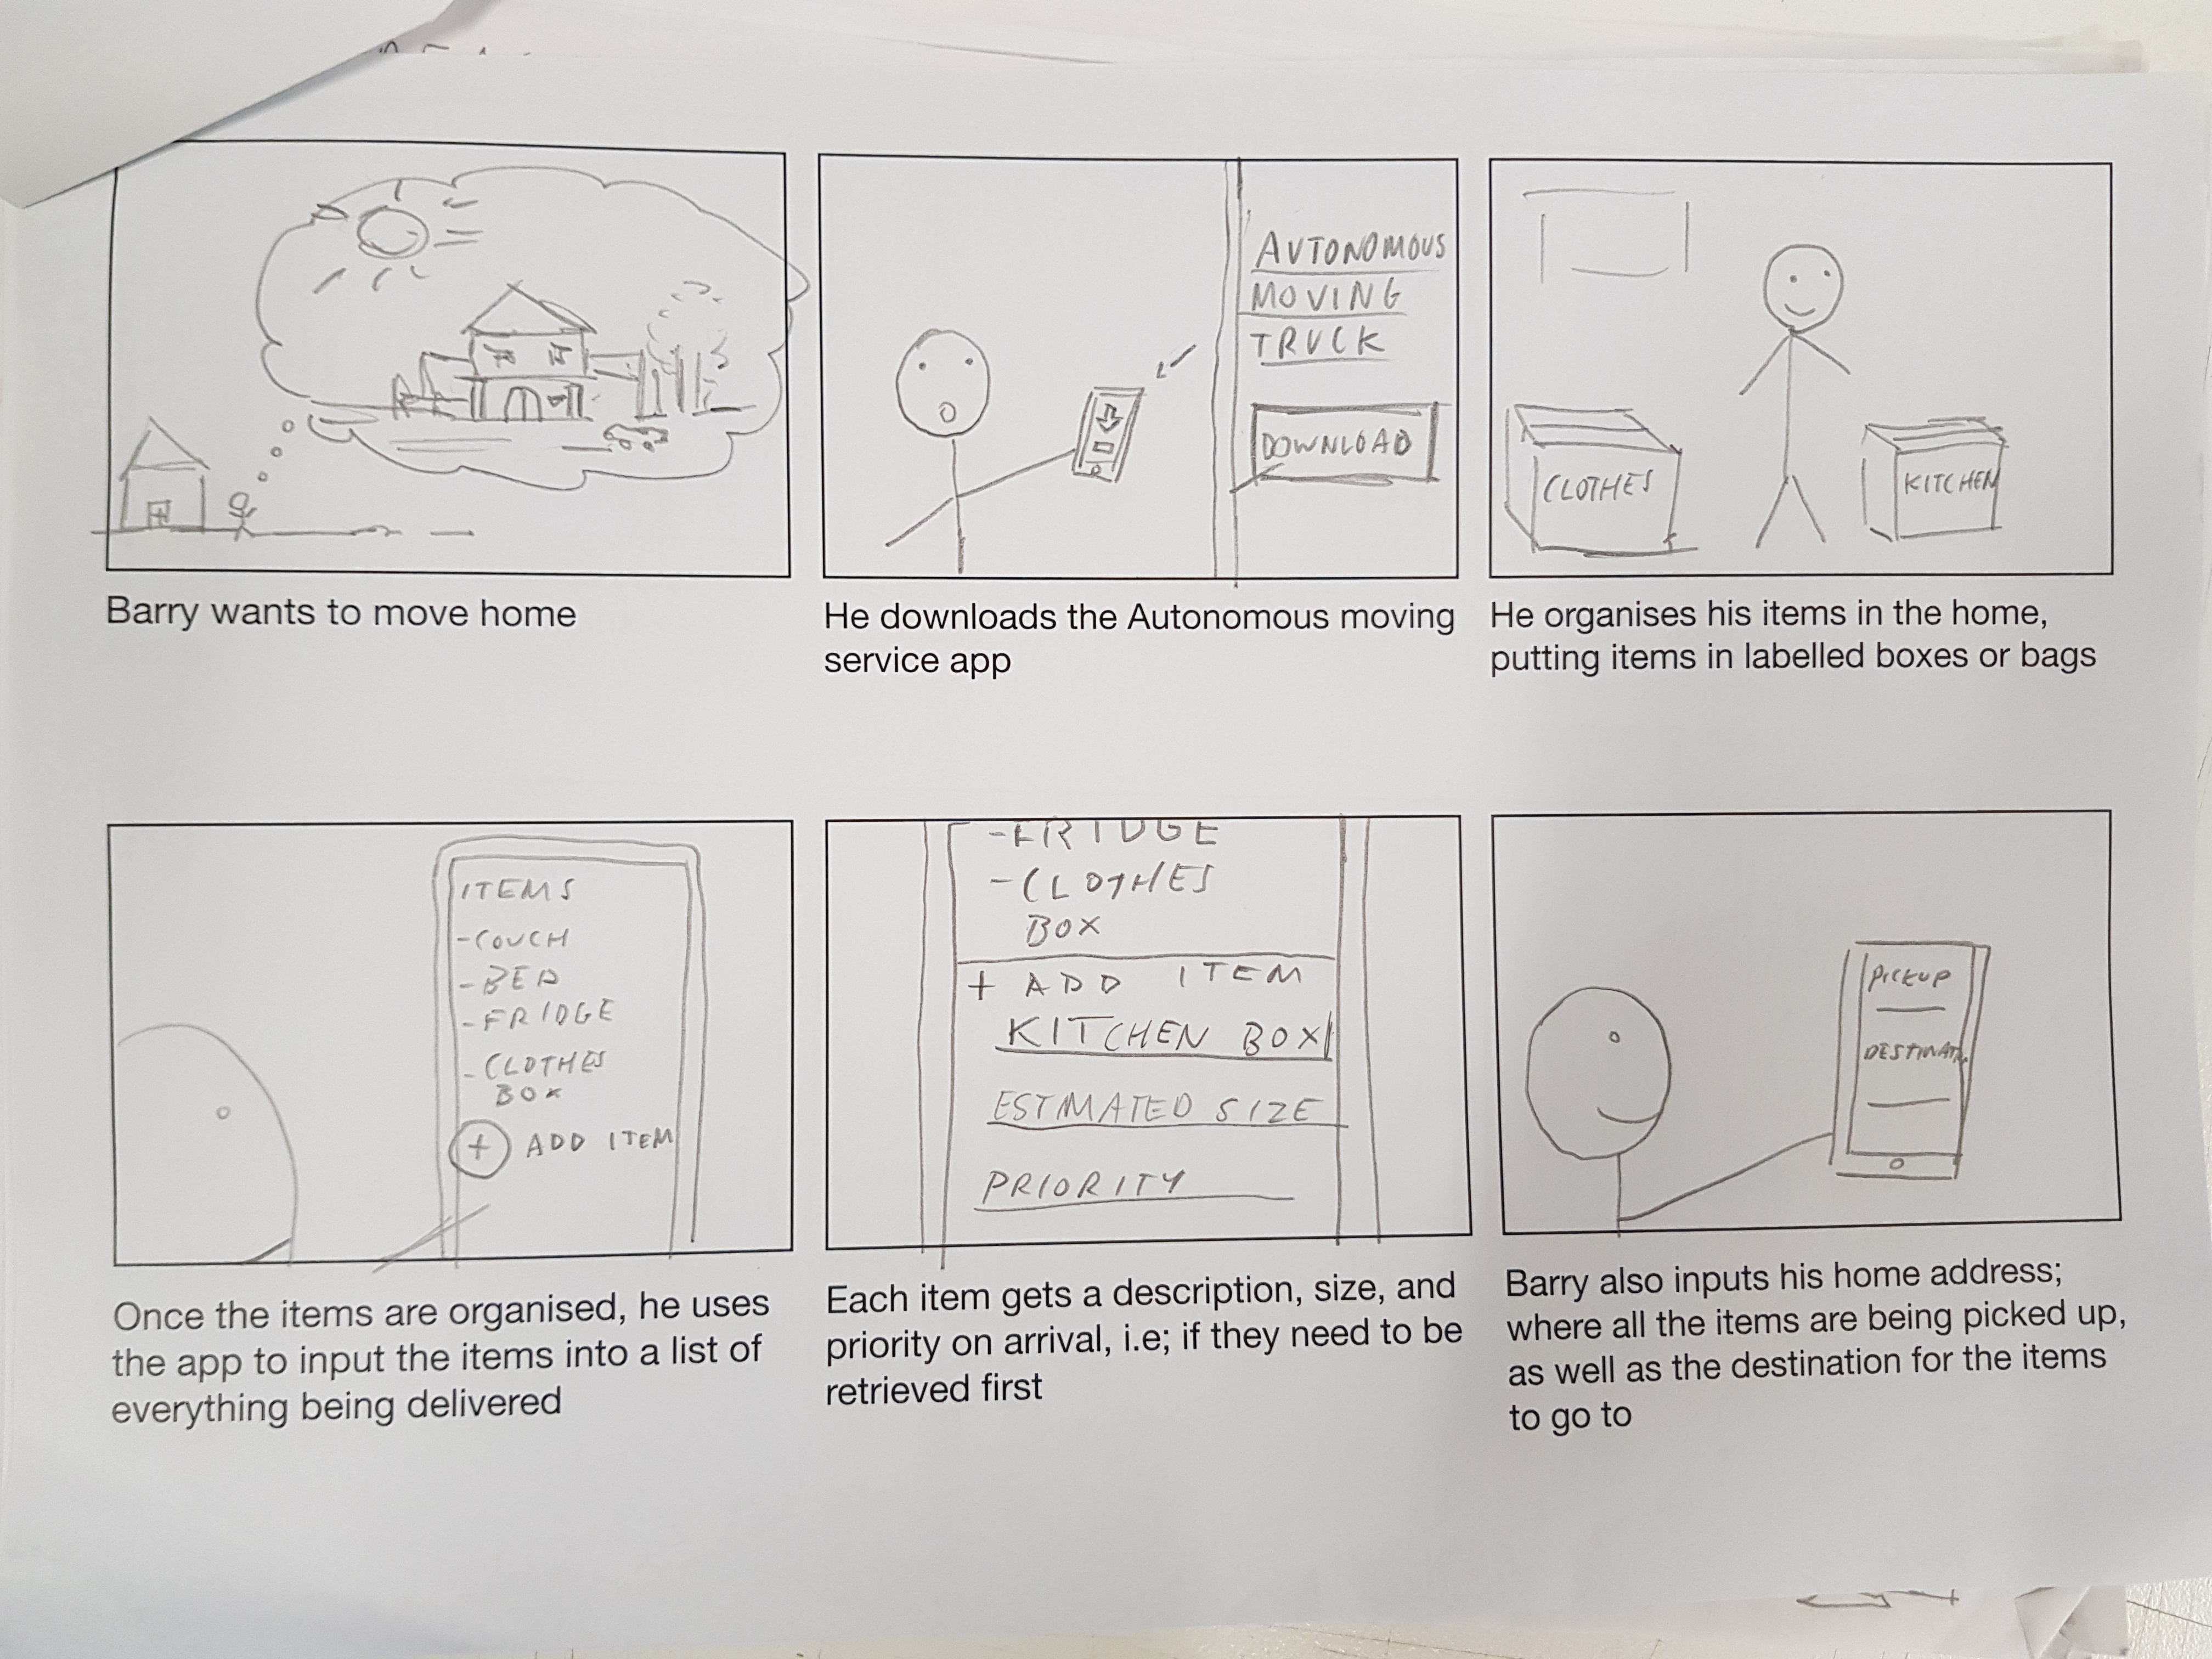 Barry wants to move home
AUTONOMOUS
MOVING
TRUCK
DOWNLOAD
He downloads the Autonomous moving
service app
CLOTHES
KITCHEN
He organises his items in the home,
putting items in labelled boxes or bags
ITEMS
-COUCH
-BED
-FRIDGE
-CLOTHES
BOX
+ ADD ITEM
Once the items are organised, he uses
the app to input the items into a list of
everything being delivered
-FRIDGE
-CLOTHES
BOX
+ ADD ITEM
KITCHEN BOX
ESTIMATED SIZE
PRIORITY
Each item gets a description, size, and
priority on arrival, i.e; if they need to be
retrieved first
PICKUP
Barry also inputs his home address;
where all the items are being picked up,
as well as the destination for the items
to go to